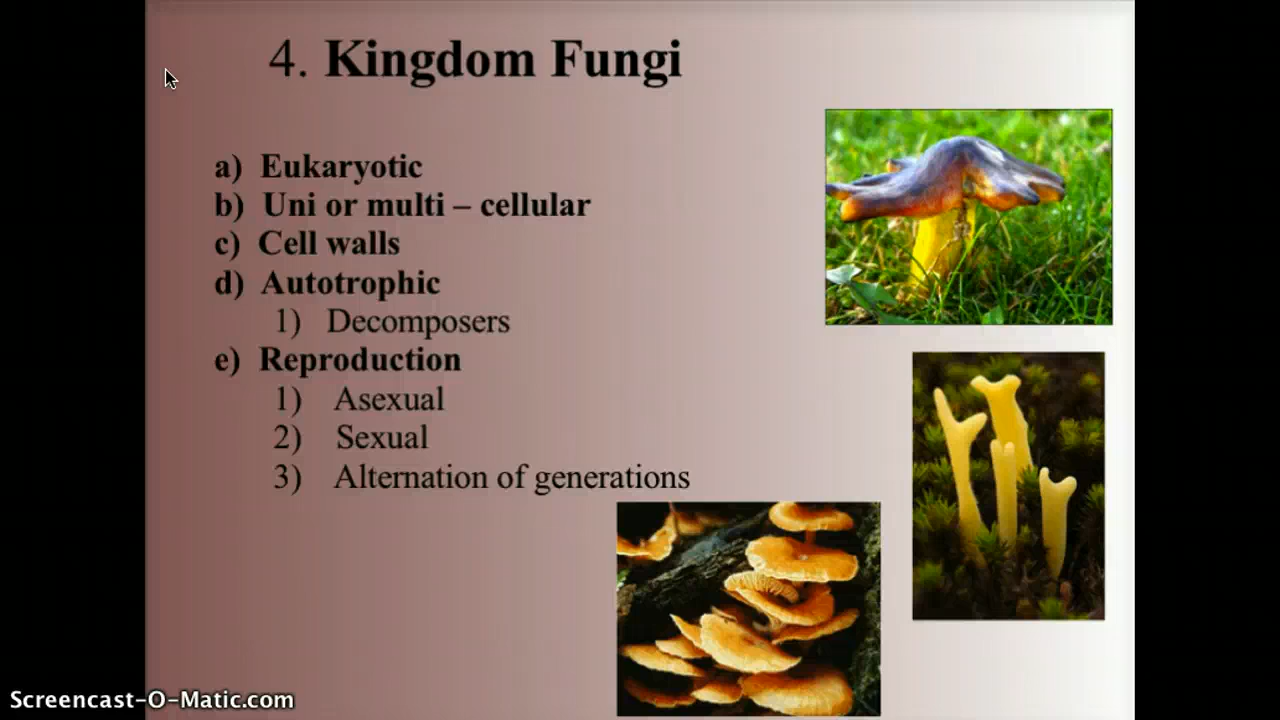 4. Kingdom Fungi
a) Eukaryotic
b) Uni or multi – cellular
c) Cell walls
d) Autotrophic
1) Decomposers
e) Reproduction
1) Asexual
2) Sexual
3) Alternation of generations
Screencast-O-Matic.com